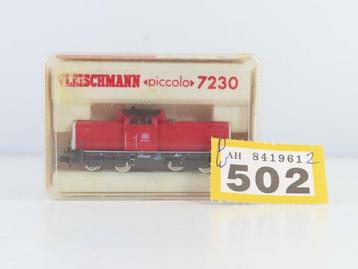 FLEISCHMANN «piccolo» 7230
AH 8419612
502